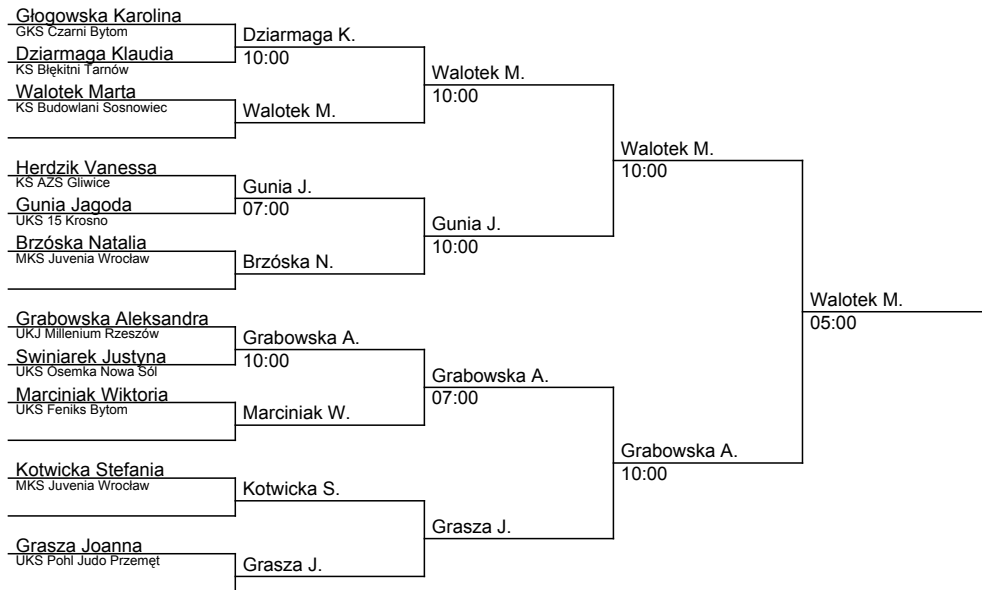 Głogowska Karolina
GKS Czarni Bytom
Dziarmaga Klaudia
KS Błękitni Tarnów
Walotek Marta
KS Budowlani Sosnowiec
Herdzik Vanessa
KS AZS Gliwice
Gunia Jagoda
UKS 15 Krosno
Brzóska Natalia
MKS Juvenia Wrocław
Grabowska Aleksandra
UKJ Millenium Rzeszów
Swiniarek Justyna
UKS Ósemka Nowa Sól
Marciniak Wiktoria
UKS Feniks Bytom
Kotwicka Stefania
MKS Juvenia Wrocław
Grasza Joanna
UKS Pohl Judo Przemęt
Dziarmaga K.
10:00
Walotek M.
Gunia J.
07:00
Brzóska N.
Grabowska A.
10:00
Marciniak W.
Kotwicka S.
Grasza J.
Walotek M.
10:00
Gunia J.
10:00
Grabowska A.
07:00
Grasza J.
Walotek M.
10:00
Grabowska A.
10:00
Walotek M.
05:00